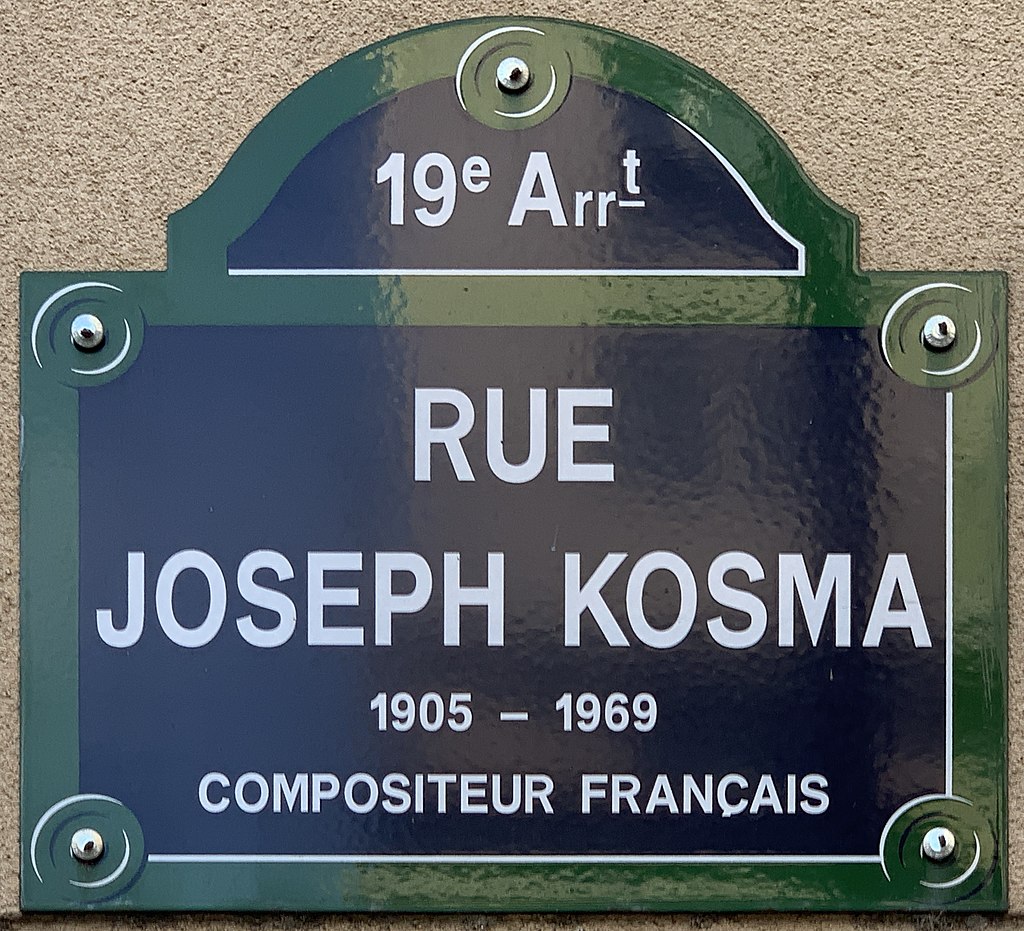 19e Arrt
RUE
JOSEPH KOSMA
1905 – 1969
COMPOSITEUR FRANÇAIS